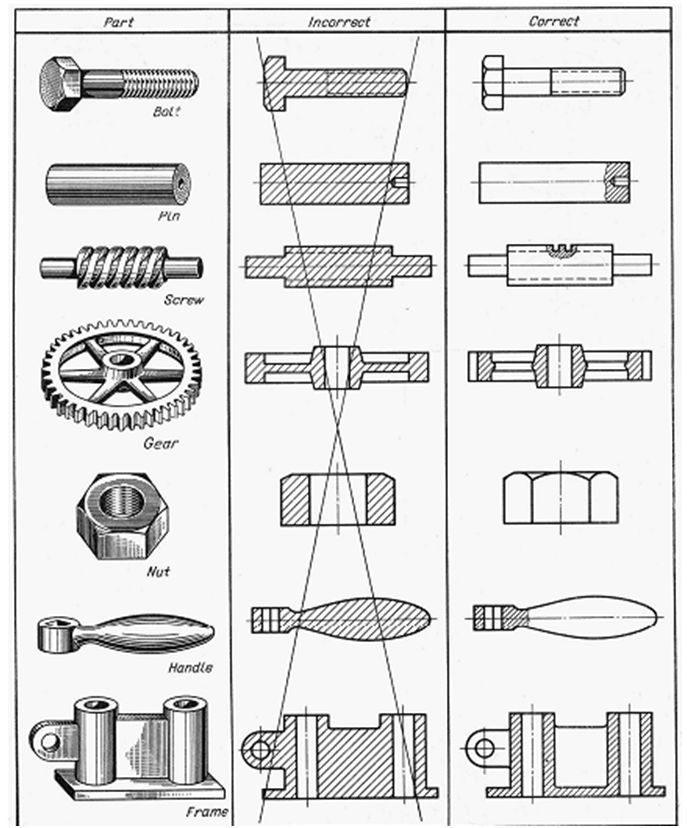 Part
Incorrect
Correct
Bolt
Pin
Screw
Gear
Nut
Handle
Frame